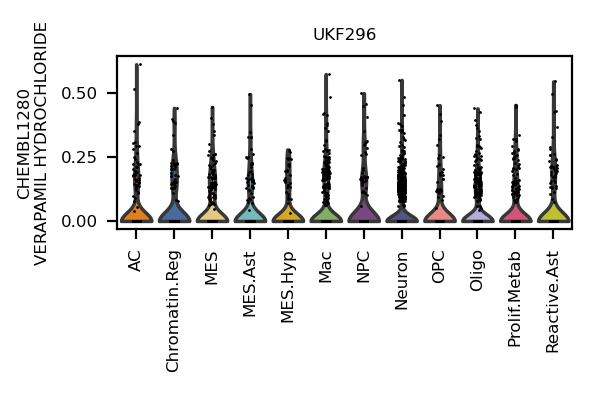 UKF296
CHEMBL1280
VERAPAMIL HYDROCHLORIDE
0.50
0.25
0.00
AC
Chromatin.Reg
MES
MES.Ast
MES.Hyp
Mac
NPC
Neuron
OPC
Oligo
Prolif.Metab
Reactive.Ast